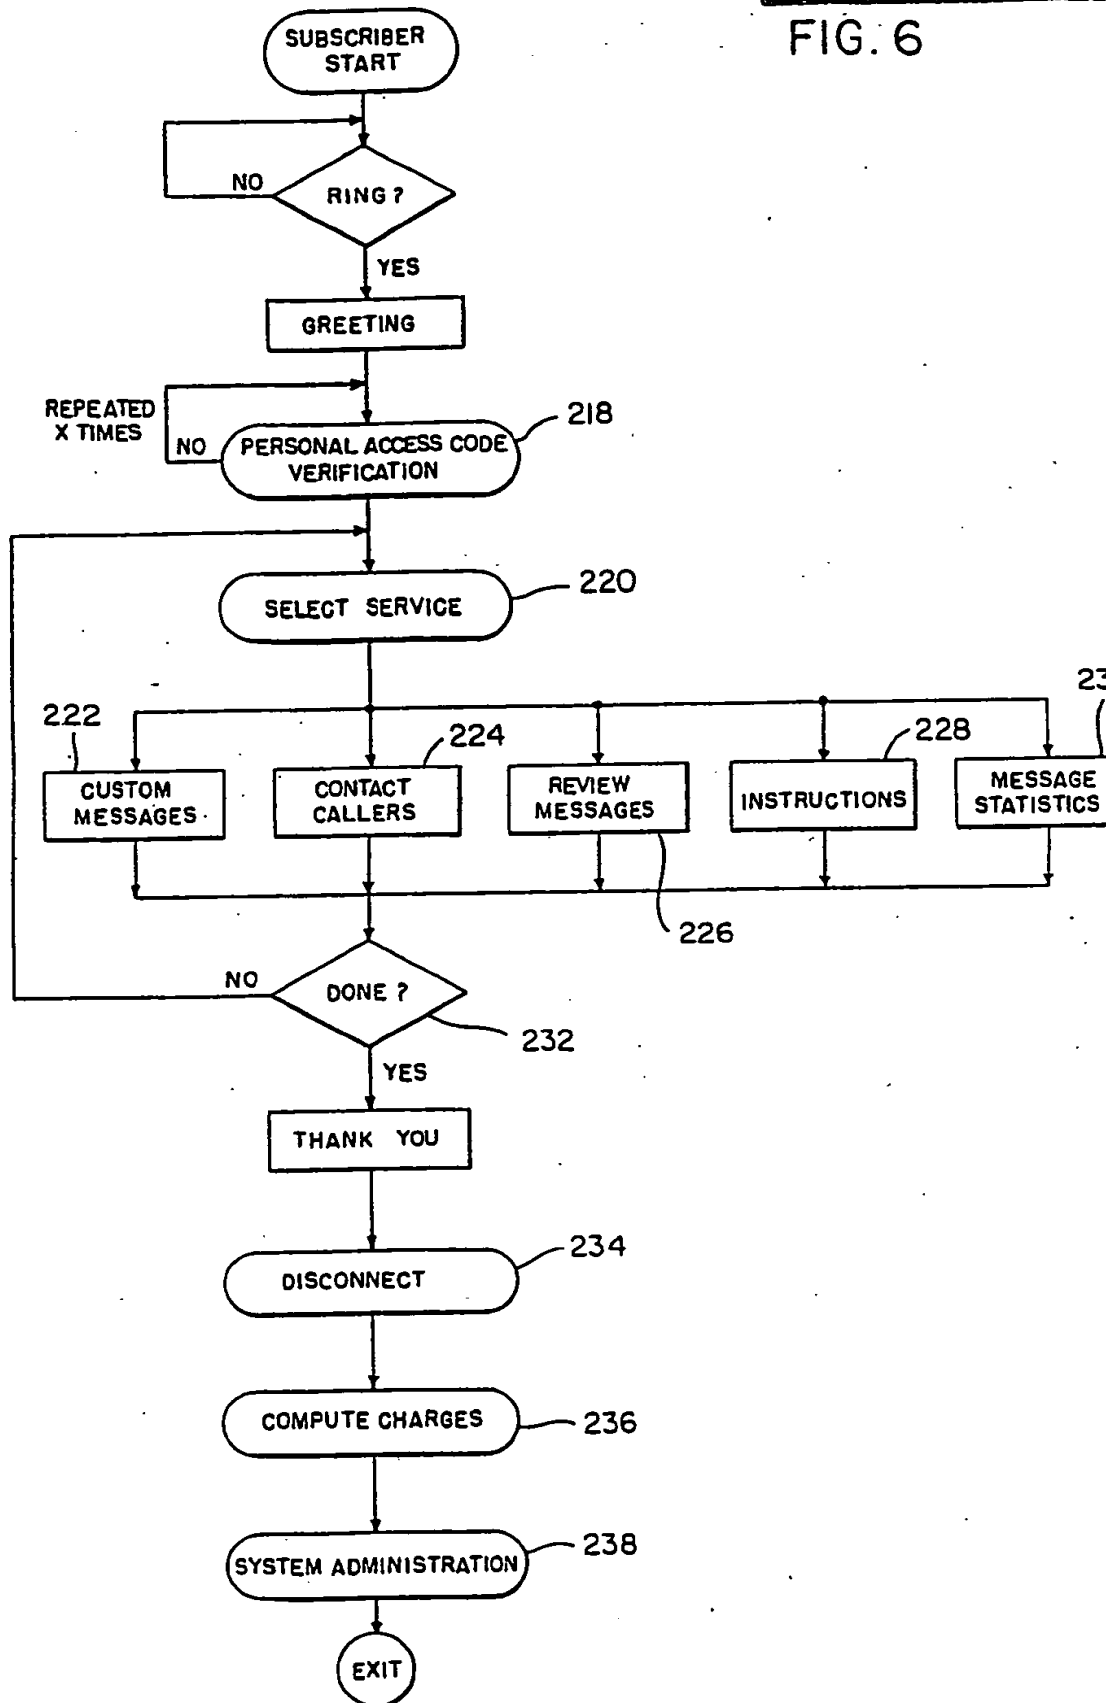 FIG. 6
SUBSCRIBER
START
NO
RING?
YES
GREETING
REPEATED
X TIMES
NO
PERSONAL ACCESS CODE
VERIFICATION
218
SELECT SERVICE
220
222
224
228
CUSTOM
MESSAGES
CONTACT
CALLERS
REVIEW
MESSAGES
INSTRUCTIONS
MESSAGE
STATISTICS
226
NO
DONE?
232
YES
THANK YOU
DISCONNECT
234
COMPUTE CHARGES
236
SYSTEM ADMINISTRATION
238
EXIT